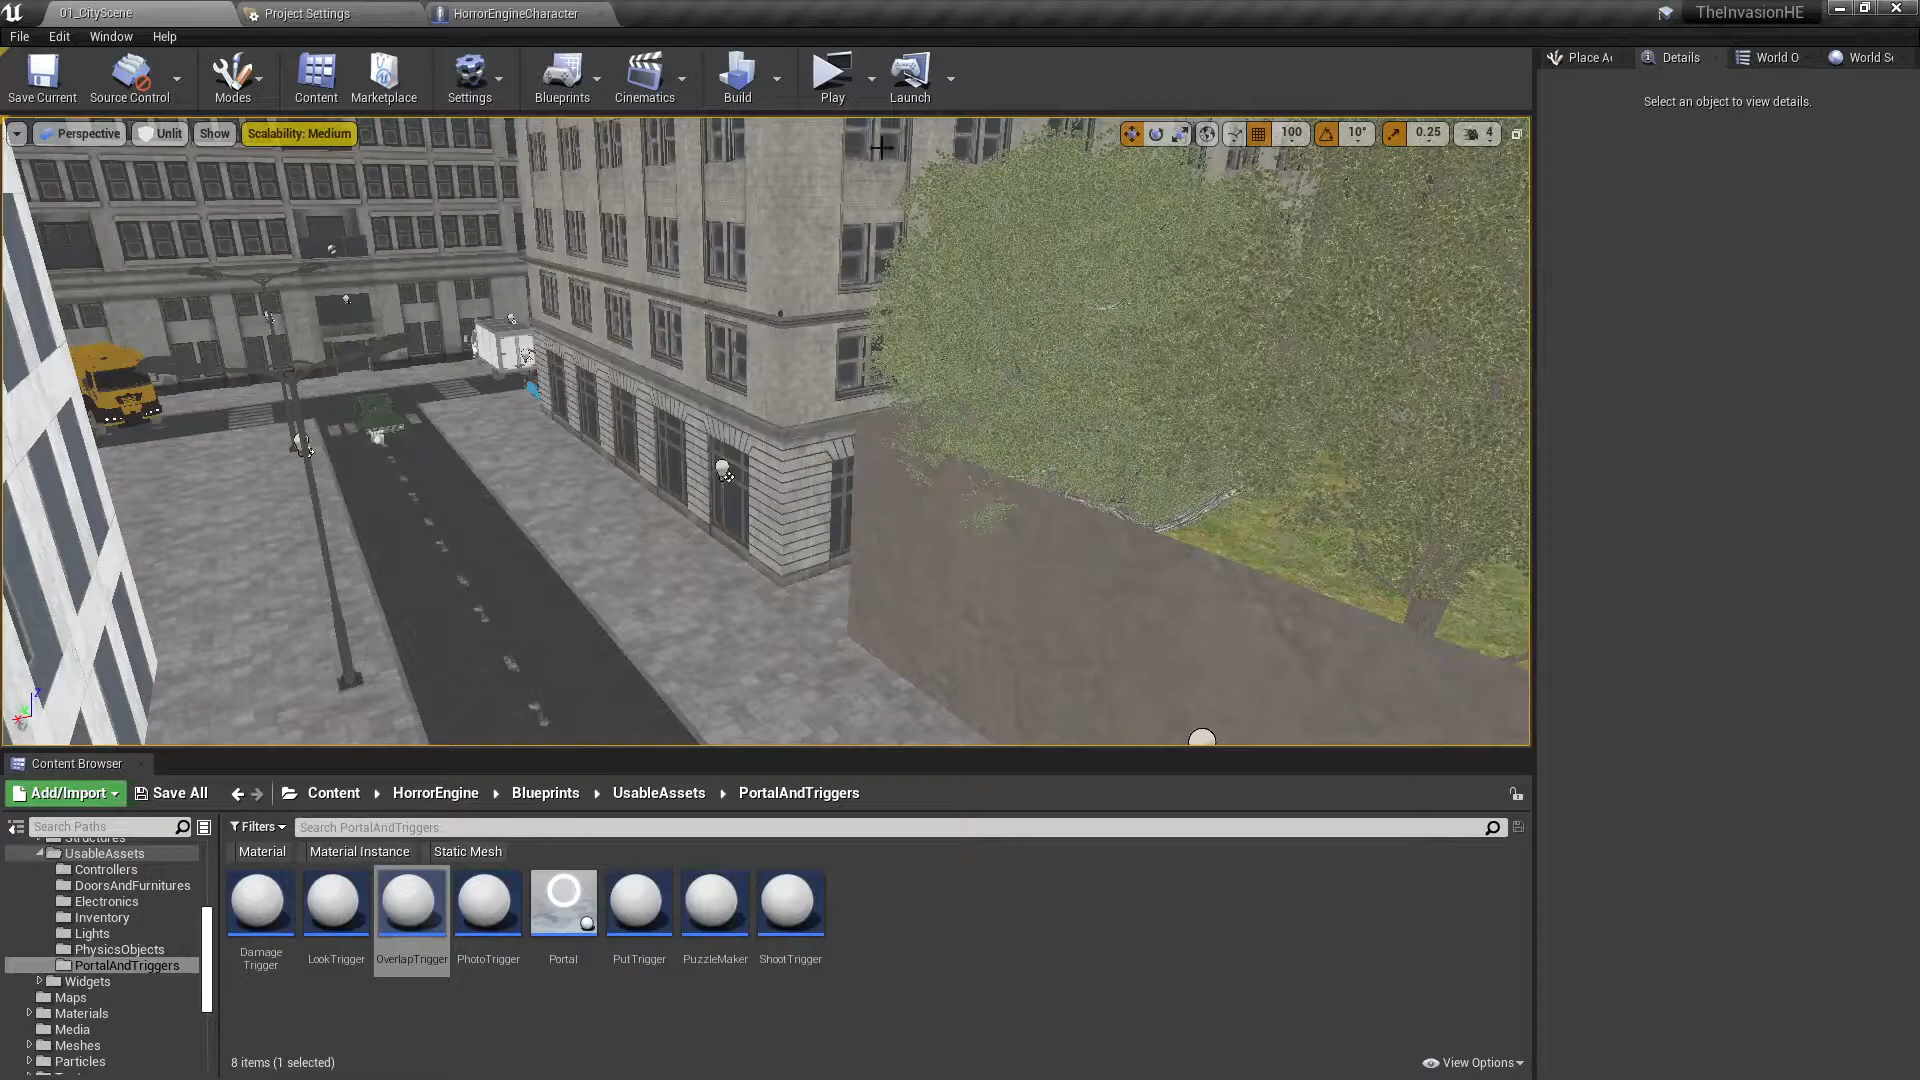 01_CityScene
Project Settings
HorrorEngineCharacter
TheInvasionHE
File
Edit
Window
Help
Save Current
Source Control
Modes
Content
Marketplace
Settings
Blueprints
Cinematics
Build
Play
Launch
Place Ac
Details
World O
World Se
Select an object to view details.
Perspective
Unlit
Show
Scalability: Medium
100
10°
0.25
4
Z
Content Browser
Add/Import
Save All
Content
HorrorEngine
Blueprints
UsableAssets
PortalAndTriggers
Search Paths
Filters
Search PortalAndTriggers
Structures
UsableAssets
Controllers
DoorsAndFurnitures
Electronics
Inventory
Lights
PhysicsObjects
PortalAndTriggers
Widgets
Maps
Materials
Media
Meshes
Particles
Material
Material Instance
Static Mesh
Damage
Trigger
LookTrigger
OverlapTrigger
PhotoTrigger
Portal
PutTrigger
PuzzleMaker
ShootTrigger
8 items (1 selected)
View Options